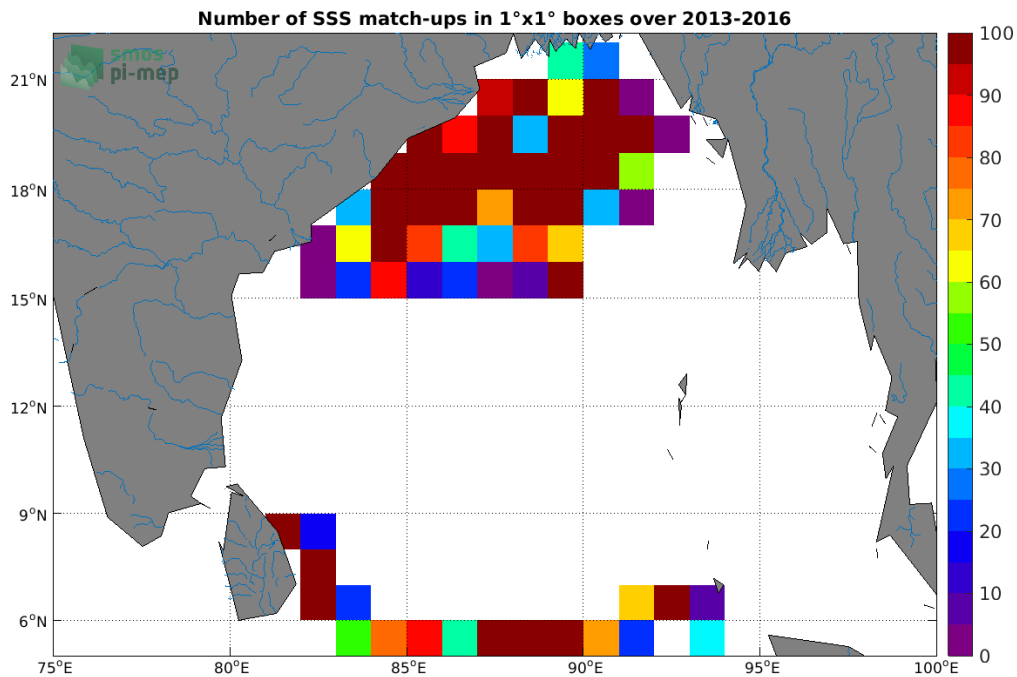 Number of SSS match-ups in 1°x1° boxes over 2013-2016
smos
pi-mep
21°N
18°N
15°N
12°N
9°N
6°N
75°E
80°E
85°E
90°E
95°E
100°E
100
90
80
70
60
50
40
30
20
10
0